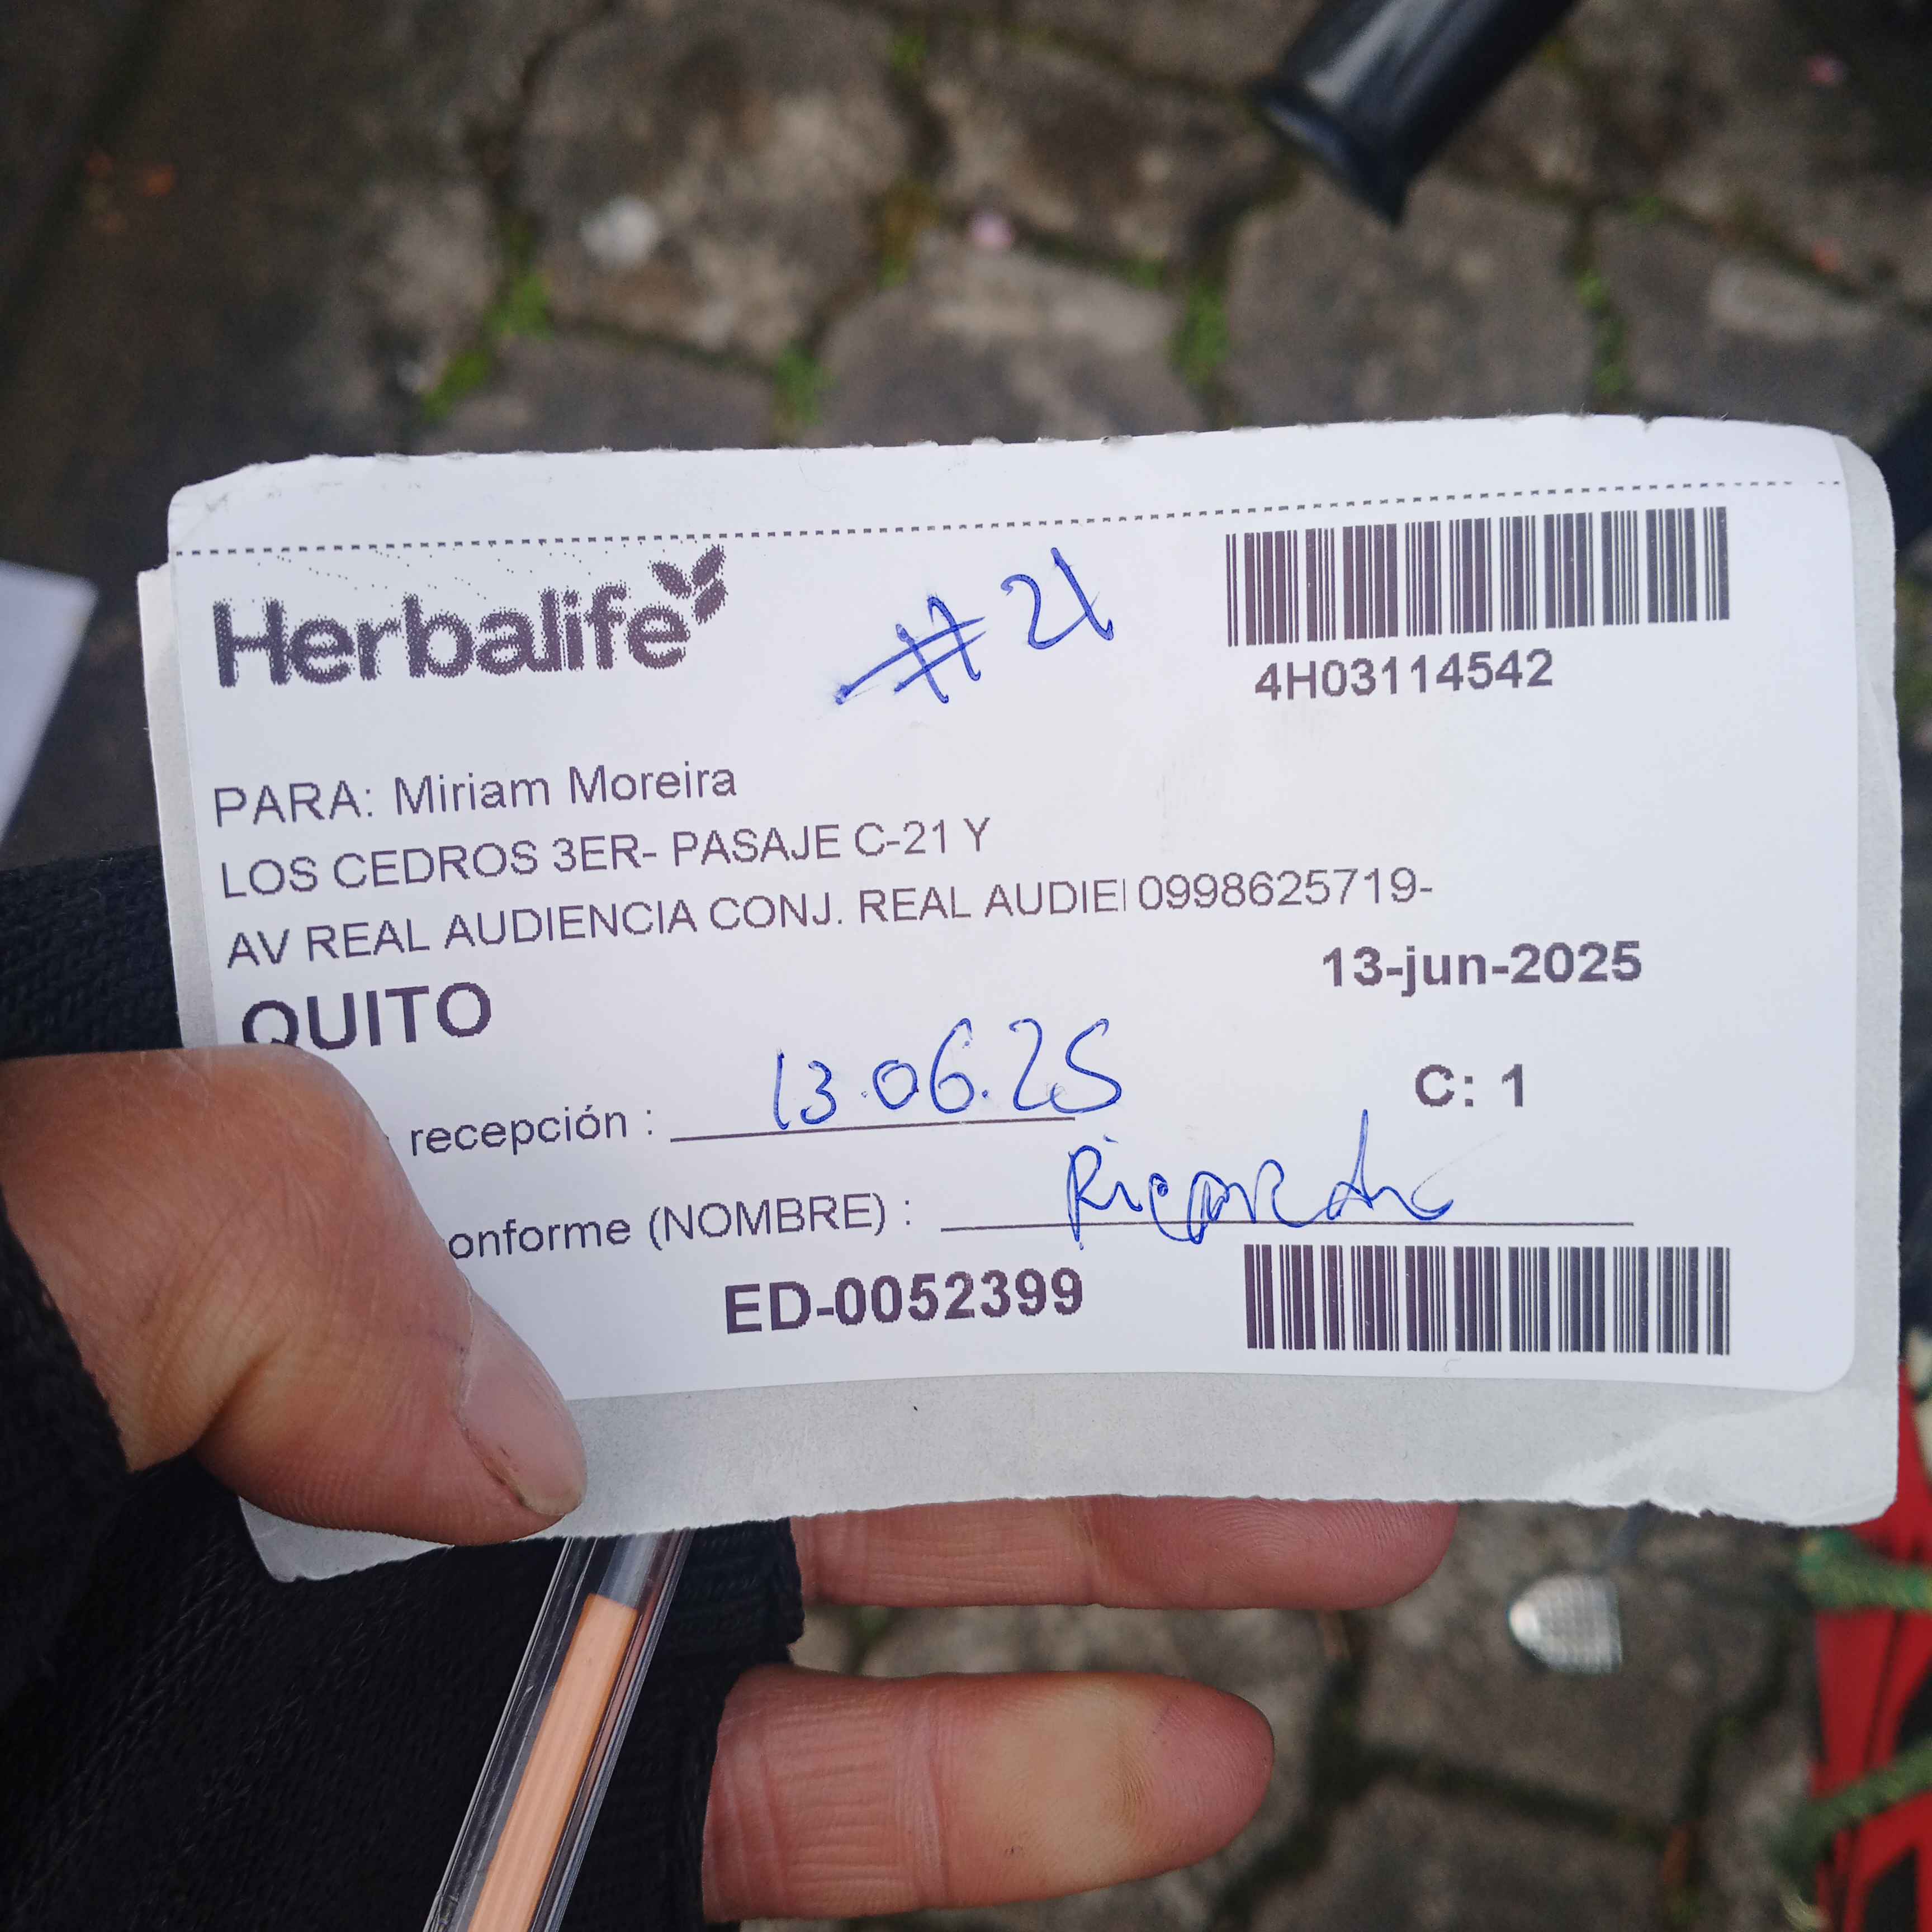 Herbalife
# 21
4H03114542
PARA: Miriam Moreira
LOS CEDROS 3ER- PASAJE C-21 Y
AV REAL AUDIENCIA CONJ. REAL AUDIE 0998625719-
QUITO
13-jun-2025
recepción : 13.06.25
C: 1
onforme (NOMBRE) :
ED-0052399